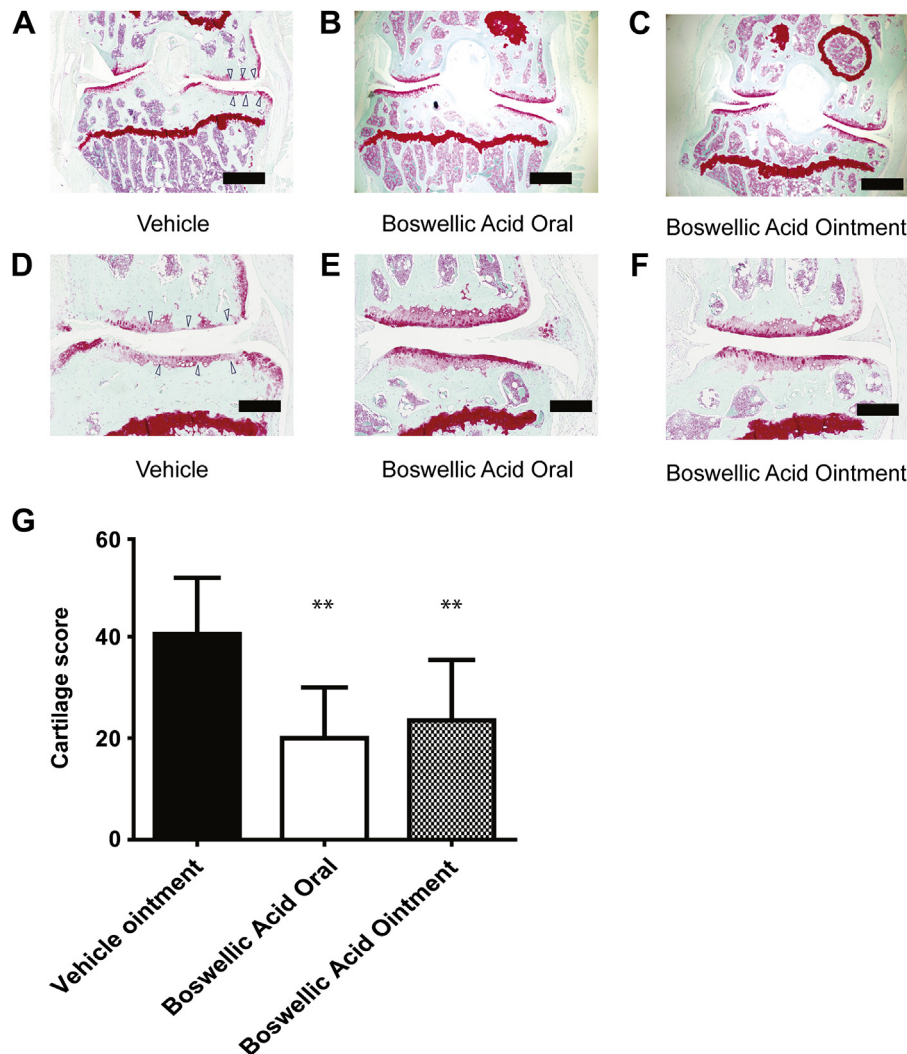 A
B
C
Vehicle
Boswellic Acid Oral
Boswellic Acid Ointment
D
E
F
Vehicle
Boswellic Acid Oral
Boswellic Acid Ointment
G
60
40
20
0
Cartilage score
**
**
Vehicle ointment
Boswellic Acid Oral
Boswellic Acid Ointment